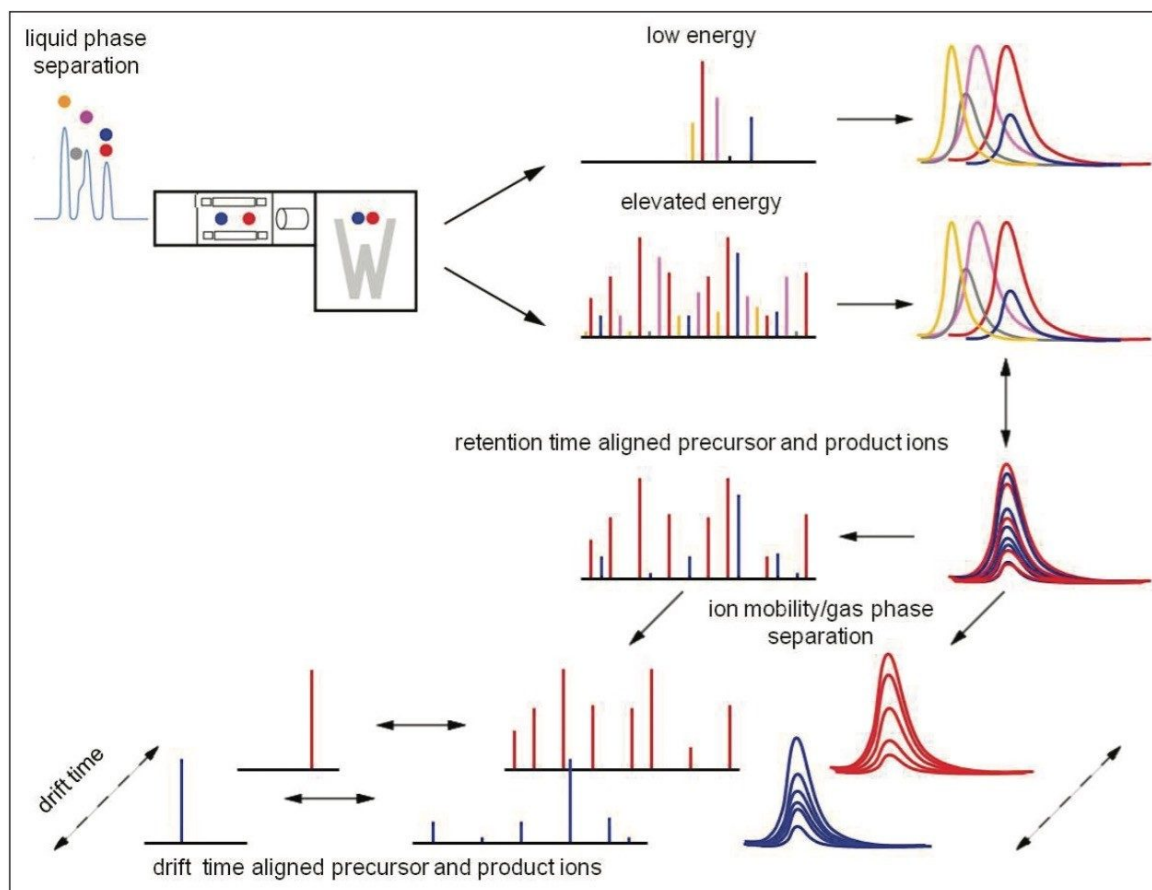 liquid phase
separation
low energy
elevated energy
W
retention time aligned precursor and product ions
ion mobility/gas phase
separation
drift time
drift time aligned precursor and product ions